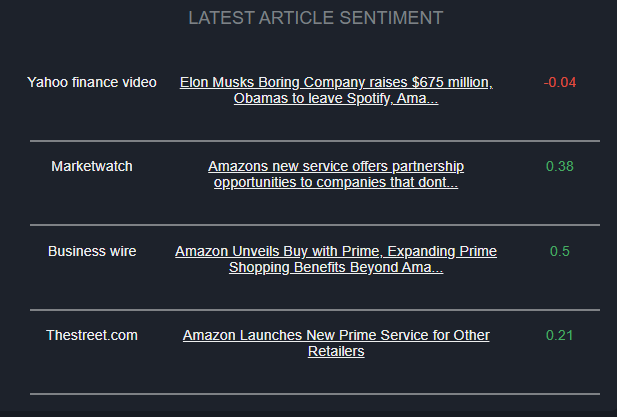 LATEST ARTICLE SENTIMENT
Yahoo finance video
Elon Musks Boring Company raises $675 million,
Obamas to leave Spotify, Ama...
-0.04
Marketwatch
Amazons new service offers partnership
opportunities to companies that dont...
0.38
Business wire
Amazon Unveils Buy with Prime, Expanding Prime
Shopping Benefits Beyond Ama...
0.5
Thestreet.com
Amazon Launches New Prime Service for Other
Retailers
0.21